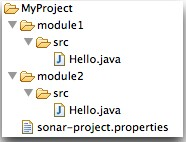 MyProject
module1
src
Hello.java
module2
src
Hello.java
sonar-project.properties